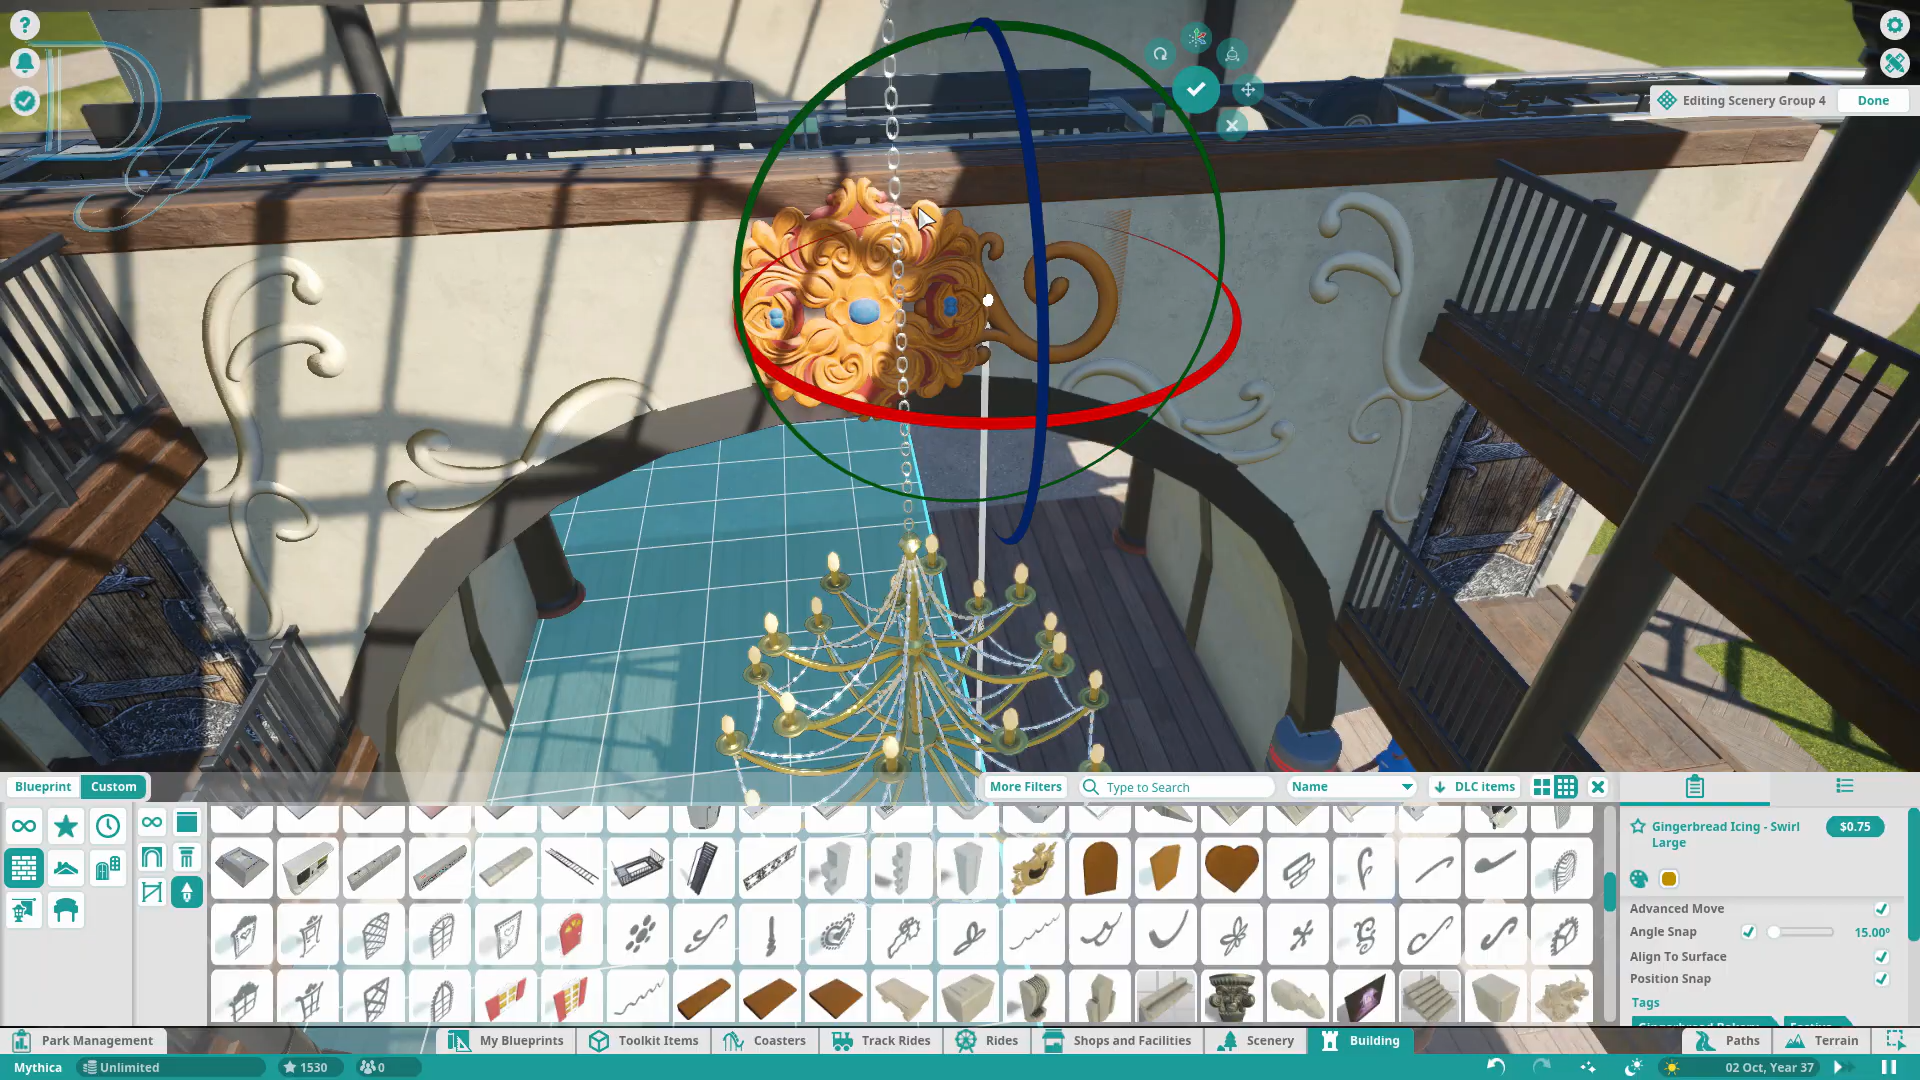 ?
Editing Scenery Group 4
Done
Blueprint
Custom
More Filters
Type to Search
Name
DLC items
Gingerbread Icing - Swirl Large
$0.75
Advanced Move
Angle Snap
15.00°
Align To Surface
Position Snap
Tags
Park Management
My Blueprints
Toolkit Items
Coasters
Track Rides
Rides
Shops and Facilities
Scenery
Building
Paths
Terrain
Mythica
Unlimited
1530
0
02 Oct, Year 37